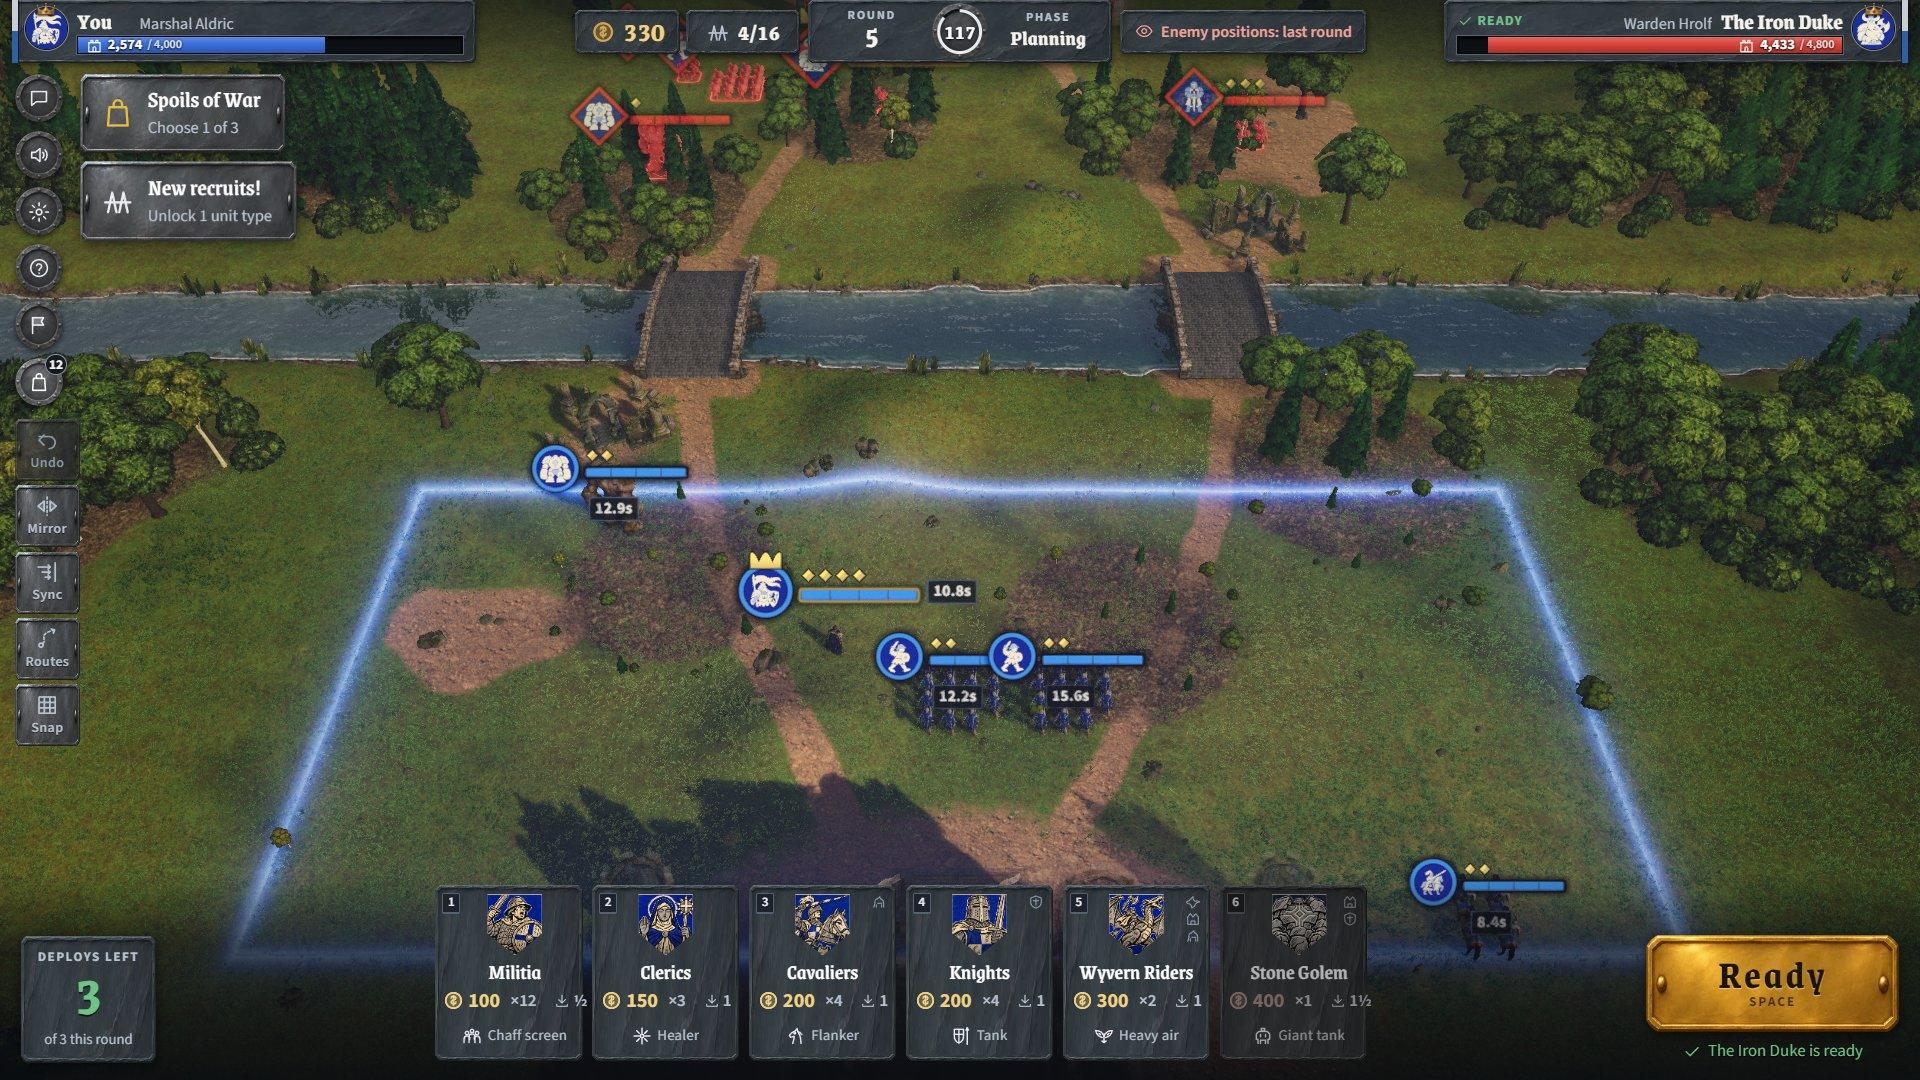 You Marshal Aldric
2,574 / 4,000
330
4/16
ROUND
5
117
PHASE
Planning
Enemy positions: last round
READY
Warden Hrolf The Iron Duke
4,433 / 4,800
Spoils of War
Choose 1 of 3
New recruits!
Unlock 1 unit type
12
Undo
Mirror
Sync
Routes
Snap
12.9s
10.8s
12.2s
15.6s
8.4s
DEPLOYS LEFT
3
of 3 this round
1
Militia
100 ×12 ½
Chaff screen
2
Clerics
150 ×3 1
Healer
3
Cavaliers
200 ×4 1
Flanker
4
Knights
200 ×4 1
Tank
5
Wyvern Riders
300 ×2 1
Heavy air
6
Stone Golem
400 ×1 1½
Giant tank
Ready
SPACE
The Iron Duke is ready